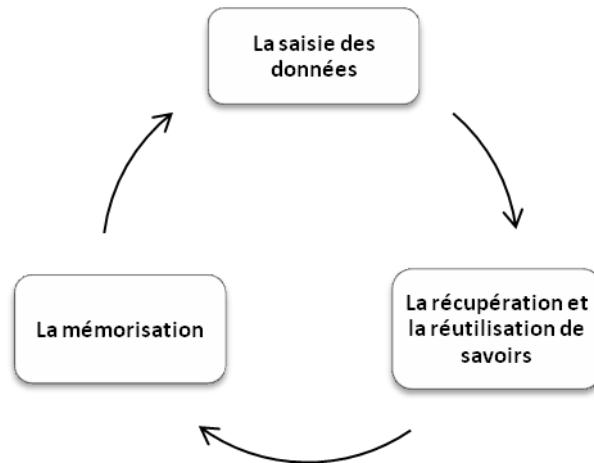 La saisie des
données
La récupération et
la réutilisation de
savoirs
La mémorisation